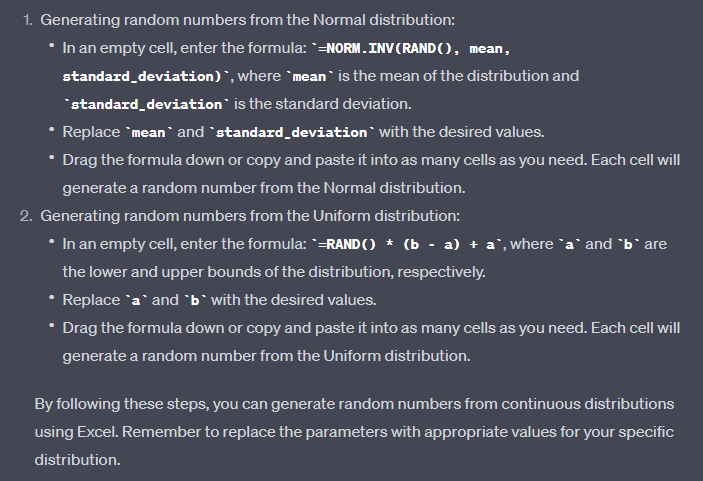 1. Generating random numbers from the Normal distribution:
• In an empty cell, enter the formula: `=NORM.INV(RAND(), mean,
standard_deviation)`, where `mean` is the mean of the distribution and
`standard_deviation` is the standard deviation.
• Replace `mean` and `standard_deviation` with the desired values.
• Drag the formula down or copy and paste it into as many cells as you need. Each cell will
generate a random number from the Normal distribution.
2. Generating random numbers from the Uniform distribution:
• In an empty cell, enter the formula: `=RAND() * (b - a) + a`, where `a` and `b` are
the lower and upper bounds of the distribution, respectively.
• Replace `a` and `b` with the desired values.
• Drag the formula down or copy and paste it into as many cells as you need. Each cell will
generate a random number from the Uniform distribution.
By following these steps, you can generate random numbers from continuous distributions
using Excel. Remember to replace the parameters with appropriate values for your specific
distribution.